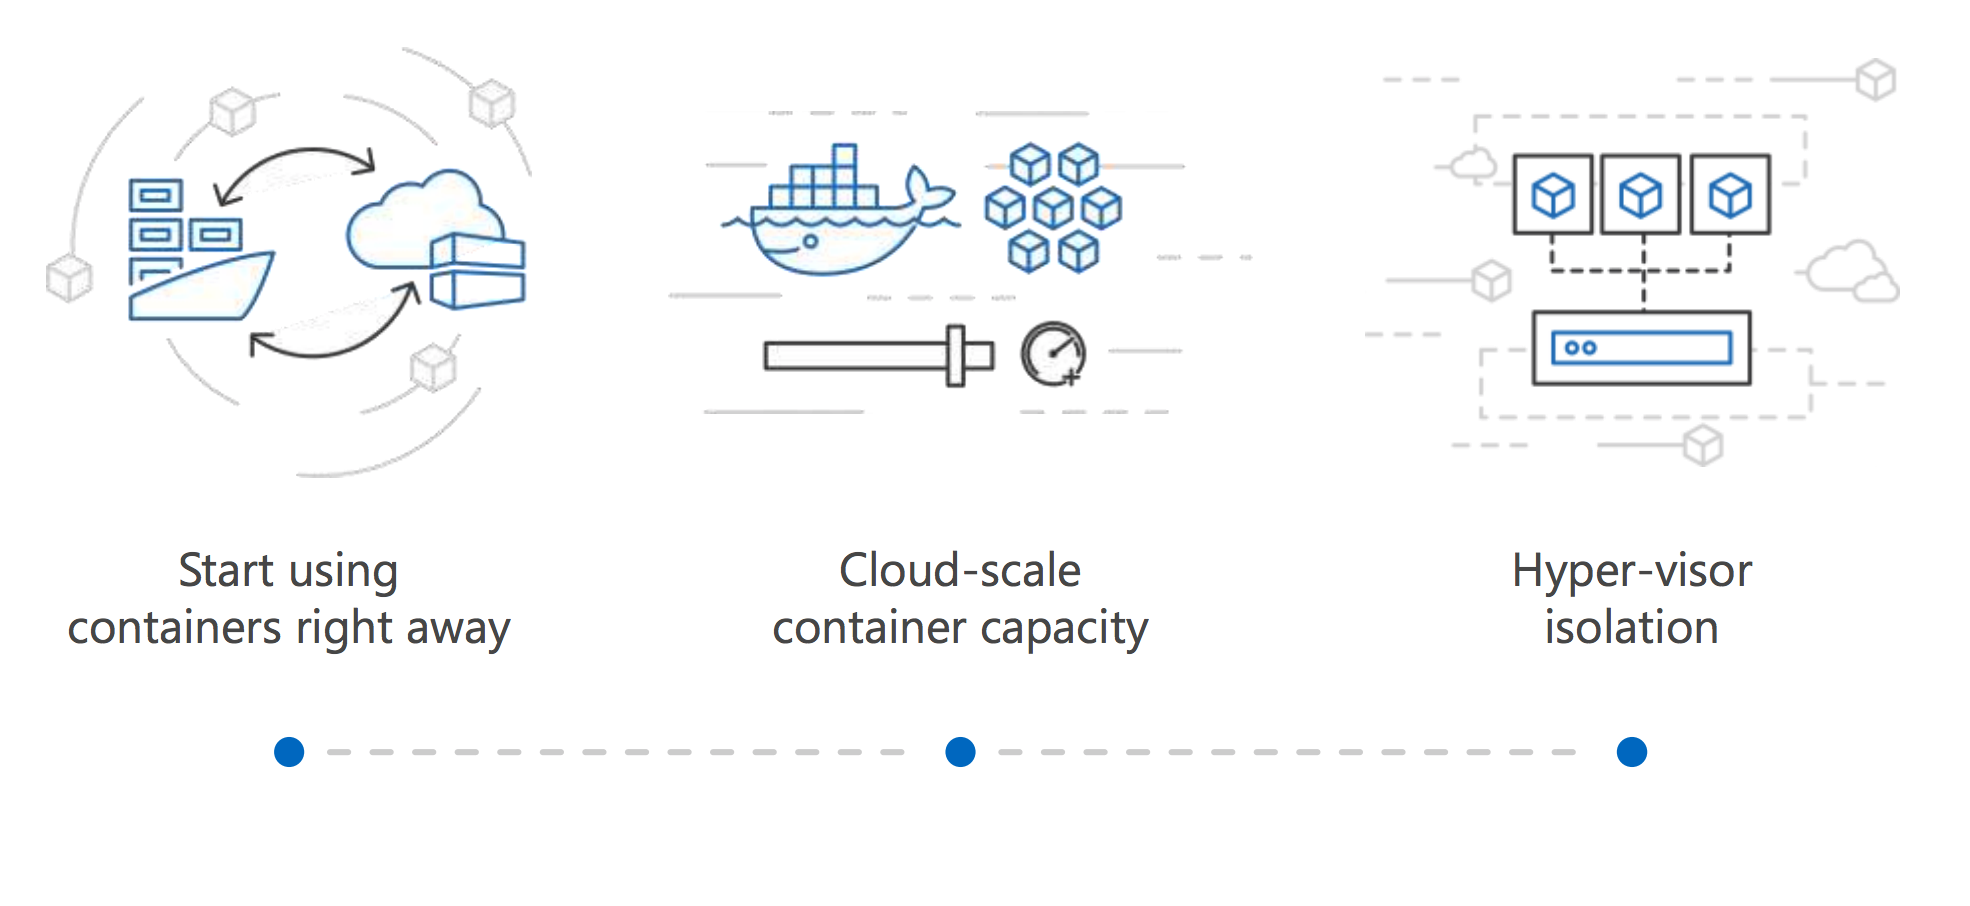 Start using
containers right away
Cloud-scale
container capacity
Hyper-visor
isolation